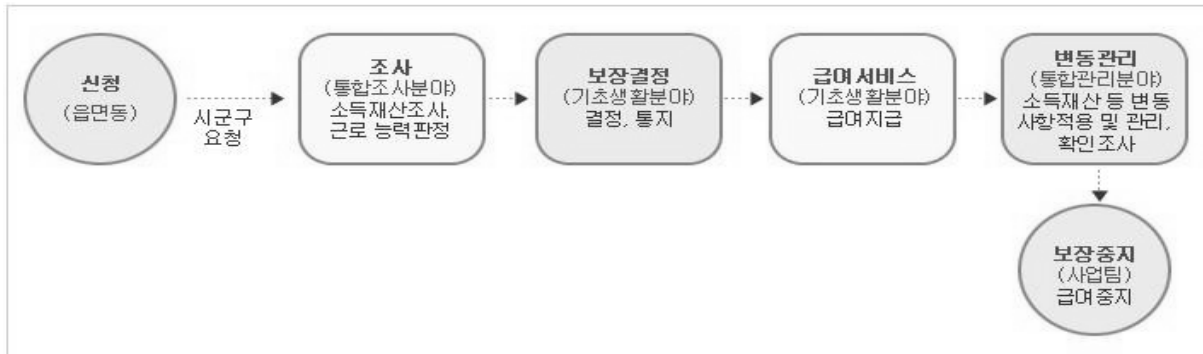 신청
(읍면동)
시군구
요청
조사
(통합조사분야)
소득재산조사,
근로 능력판정
보장결정
(기초생활분야)
결정, 통지
급여서비스
(기초생활분야)
급여지급
변동관리
(통합관리분야)
소득재산 등 변동
사항적용 및 관리,
확인조사
보장중지
(사업팀)
급여중지